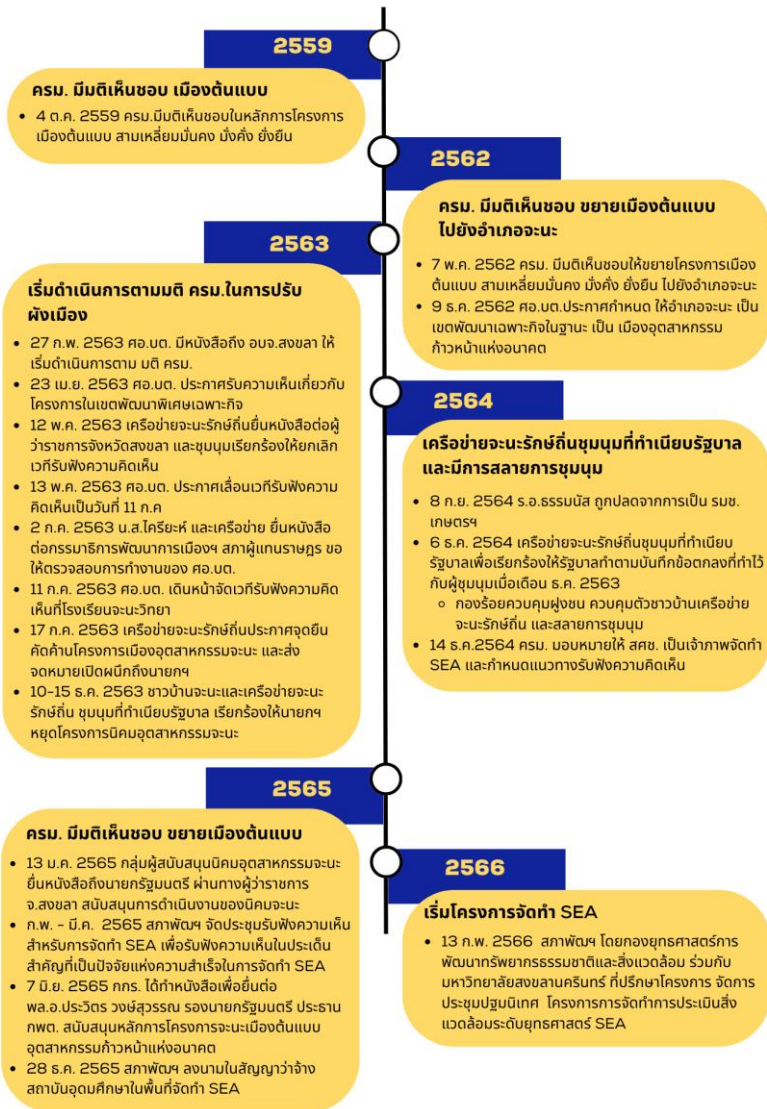 2559
ครม. มีมติเห็นชอบ เมืองต้นแบบ
• 4 ต.ค. 2559 ครม.มีมติเห็นชอบในหลักการโครงการ
เมืองต้นแบบ สามเหลี่ยมมั่นคง มั่งคั่ง ยั่งยืน
2562
ครม. มีมติเห็นชอบ ขยายเมืองต้นแบบ
ไปยังอำเภอจะนะ
• 7 พ.ค. 2562 ครม. มีมติเห็นชอบให้ขยายโครงการเมือง
ต้นแบบ สามเหลี่ยมมั่นคง มั่งคั่ง ยั่งยืน ไปยังอำเภอจะนะ
• 9 ธ.ค. 2562 ศอ.บต.ประกาศกำหนด ให้อำเภอจะนะ เป็น
เขตพัฒนาเฉพาะกิจในฐานะ เป็น เมืองอุตสาหกรรม
ก้าวหน้าแห่งอนาคต
2563
เริ่มดำเนินการตามมติ ครม.ในการปรับ
ผังเมือง
• 27 ก.พ. 2563 ศอ.บต. มีหนังสือถึง อบจ.สงขลา ให้
เริ่มดำเนินการตาม มติ ครม.
• 23 เม.ย. 2563 ศอ.บต. ประกาศรับความเห็นเกี่ยวกับ
โครงการในเขตพัฒนาพิเศษเฉพาะกิจ
• 12 พ.ค. 2563 เครือข่ายจะนะรักษ์ถิ่นยื่นหนังสือต่อผู้
ว่าราชการจังหวัดสงขลา และชุมนุมเรียกร้องให้ยกเลิก
เวทีรับฟังความคิดเห็น
• 13 พ.ค. 2563 ศอ.บต. ประกาศเลื่อนเวทีรับฟังความ
คิดเห็นเป็นวันที่ 11 ก.ค
• 2 ก.ค. 2563 น.ส.ไครียะห์ และเครือข่าย ยื่นหนังสือ
ต่อกรรมาธิการพัฒนาการเมืองฯ สภาผู้แทนราษฎร ขอ
ให้ตรวจสอบการทำงานของ ศอ.บต.
• 11 ก.ค. 2563 ศอ.บต. เดินหน้าจัดเวทีรับฟังความคิด
เห็นที่โรงเรียนจะนะวิทยา
• 17 ก.ค. 2563 เครือข่ายจะนะรักษ์ถิ่นประกาศจุดยืน
คัดค้านโครงการเมืองอุตสาหกรรมจะนะ และส่ง
จดหมายเปิดผนึกถึงนายกฯ
• 10-15 ธ.ค. 2563 ชาวบ้านจะนะและเครือข่ายจะนะ
รักษ์ถิ่น ชุมนุมที่ทำเนียบรัฐบาล เรียกร้องให้นายกฯ
หยุดโครงการนิคมอุตสาหกรรมจะนะ
2564
เครือข่ายจะนะรักษ์ถิ่นชุมนุมที่ทำเนียบรัฐบาล
และมีการสลายการชุมนุม
• 8 ก.ย. 2564 ร.อ.ธรรมนัส ถูกปลดจากการเป็น รมช.
เกษตรฯ
• 6 ธ.ค. 2564 เครือข่ายจะนะรักษ์ถิ่นชุมนุมที่ทำเนียบ
รัฐบาลเพื่อเรียกร้องให้รัฐบาลทำตามบันทึกข้อตกลงที่ทำไว้
กับผู้ชุมนุมเมื่อเดือน ธ.ค. 2563
○ กองร้อยควบคุมฝูงชน ควบคุมตัวชาวบ้านเครือข่าย
จะนะรักษ์ถิ่น และสลายการชุมนุม
• 14 ธ.ค.2564 ครม. มอบหมายให้ สศช. เป็นเจ้าภาพจัดทำ
SEA และกำหนดแนวทางรับฟังความคิดเห็น
2565
ครม. มีมติเห็นชอบ ขยายเมืองต้นแบบ
• 13 ม.ค. 2565 กลุ่มผู้สนับสนุนนิคมอุตสาหกรรมจะนะ
ยื่นหนังสือถึงนายกรัฐมนตรี ผ่านทางผู้ว่าราชการ
จ.สงขลา สนับสนุนการดำเนินงานของนิคมจะนะ
• ก.พ. - มี.ค. 2565 สภาพัฒฯ จัดประชุมรับฟังความเห็น
สำหรับการจัดทำ SEA เพื่อรับฟังความเห็นในประเด็น
สำคัญที่เป็นปัจจัยแห่งความสำเร็จในการจัดทำ SEA
• 7 มิ.ย. 2565 กกร. ได้ทำหนังสือเพื่อยื่นต่อ
พล.อ.ประวิตร วงษ์สุวรรณ รองนายกรัฐมนตรี ประธาน
กพต. สนับสนุนหลักการโครงการจะนะเมืองต้นแบบ
อุตสาหกรรมก้าวหน้าแห่งอนาคต
• 28 ธ.ค. 2565 สภาพัฒฯ ลงนามในสัญญาว่าจ้าง
สถาบันอุดมศึกษาในพื้นที่จัดทำ SEA
2566
เริ่มโครงการจัดทำ SEA
• 13 ก.พ. 2566 สภาพัฒฯ โดยกองยุทธศาสตร์การ
พัฒนาทรัพยากรธรรมชาติและสิ่งแวดล้อม ร่วมกับ
มหาวิทยาลัยสงขลานครินทร์ ที่ปรึกษาโครงการ จัดการ
ประชุมปฐมนิเทศ โครงการการจัดทำการประเมินสิ่ง
แวดล้อมระดับยุทธศาสตร์ SEA